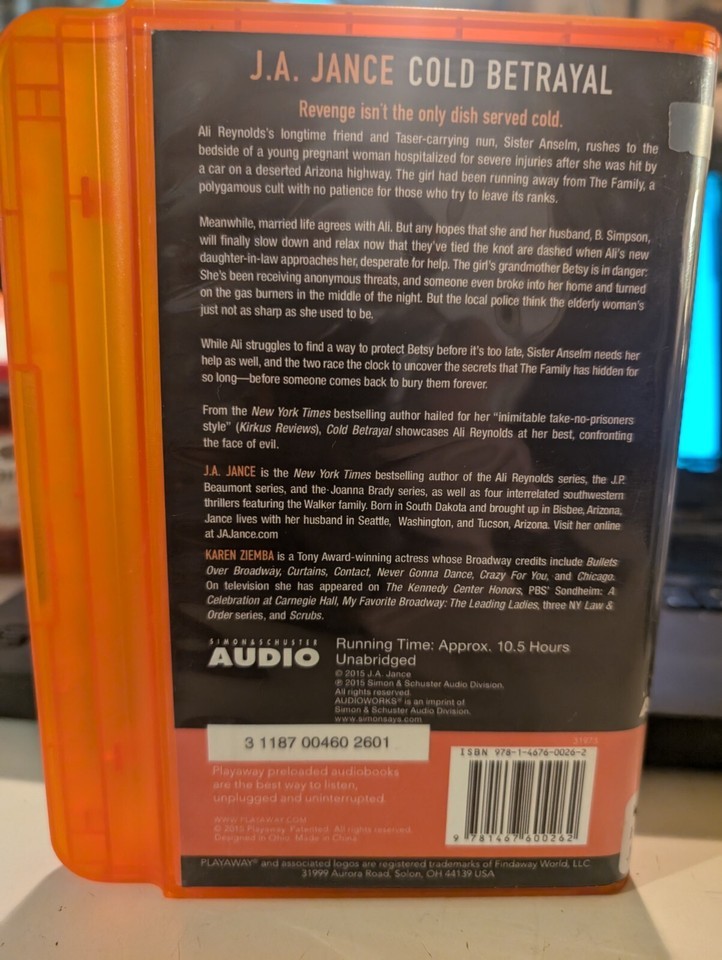 J.A. JANCE COLD BETRAYAL
Revenge isn't the only dish served cold.
Ali Reynolds's longtime friend and Taser-carrying nun, Sister Anselm, rushes to the
bedside of a young pregnant woman hospitalized for severe injuries after she was hit by
a car on a deserted Arizona highway. The girl had been running away from The Family, a
polygamous cult with no patience for those who try to leave its ranks.
Meanwhile, married life agrees with Ali. But any hopes that she and her husband, B. Simpson,
will finally slow down and relax now that they've tied the knot are dashed when Ali's new
daughter-in-law approaches her, desperate for help. The girl's grandmother Betsy is in danger:
She's been receiving anonymous threats, and someone even broke into her home and turned
on the gas burners in the middle of the night. But the local police think the elderly woman's
just not as sharp as she used to be.
While Ali struggles to find a way to protect Betsy before it's too late, Sister Anselm needs her
help as well, and the two race the clock to uncover the secrets that The Family has hidden for
so long—before someone comes back to bury them forever.
From the New York Times bestselling author hailed for her "inimitable take-no-prisoners
style" (Kirkus Reviews), Cold Betrayal showcases Ali Reynolds at her best, confronting
the face of evil.
J.A. JANCE is the New York Times bestselling author of the Ali Reynolds series, the J.P.
Beaumont series, and the Joanna Brady series, as well as four interrelated southwestern
thrillers featuring the Walker family. Born in South Dakota and brought up in Bisbee, Arizona,
Jance lives with her husband in Seattle, Washington, and Tucson, Arizona. Visit her online
at JAJance.com
KAREN ZIEMBA is a Tony Award-winning actress whose Broadway credits include Bullets
Over Broadway, Curtains, Contact, Never Gonna Dance, Crazy For You, and Chicago.
On television she has appeared on The Kennedy Center Honors, PBS' Sondheim: A
Celebration at Carnegie Hall, My Favorite Broadway: The Leading Ladies, three NY Law &
Order series, and Scrubs.
SIMON & SCHUSTER
AUDIO
Running Time: Approx. 10.5 Hours
Unabridged
© 2015 J.A. Jance
℗ 2015 Simon & Schuster Audio Division.
All rights reserved.
AUDIOWORKS® is an imprint of
Simon & Schuster Audio Division.
www.simonsays.com
3 1187 00460 2601
31973
ISBN 978-1-4676-0026-2
9 781467 600262
Playaway preloaded audiobooks
are the best way to listen,
unplugged and uninterrupted.
WWW.PLAYAWAY.COM
© 2015 Playaway. Patented. All rights reserved.
Designed in Ohio. Made in China.
PLAYAWAY® and associated logos are registered trademarks of Findaway World, LLC.
31999 Aurora Road, Solon, OH 44139 USA